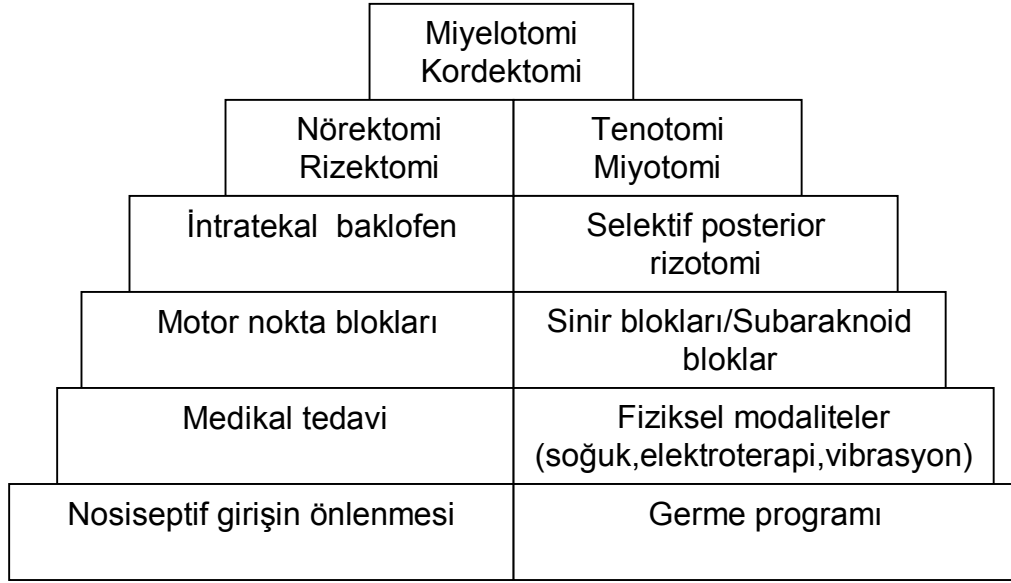 Miyelotomi
Kordektomi
Nörektomi
Rizektomi
Tenotomi
Miyotomi
İntratekal baklofen
Selektif posterior
rizotomi
Motor nokta blokları
Sinir blokları/Subaraknoid
bloklar
Medikal tedavi
Fiziksel modaliteler
(soğuk,elektroterapi,vibrasyon)
Nosiseptif girişin önlenmesi
Germe programı